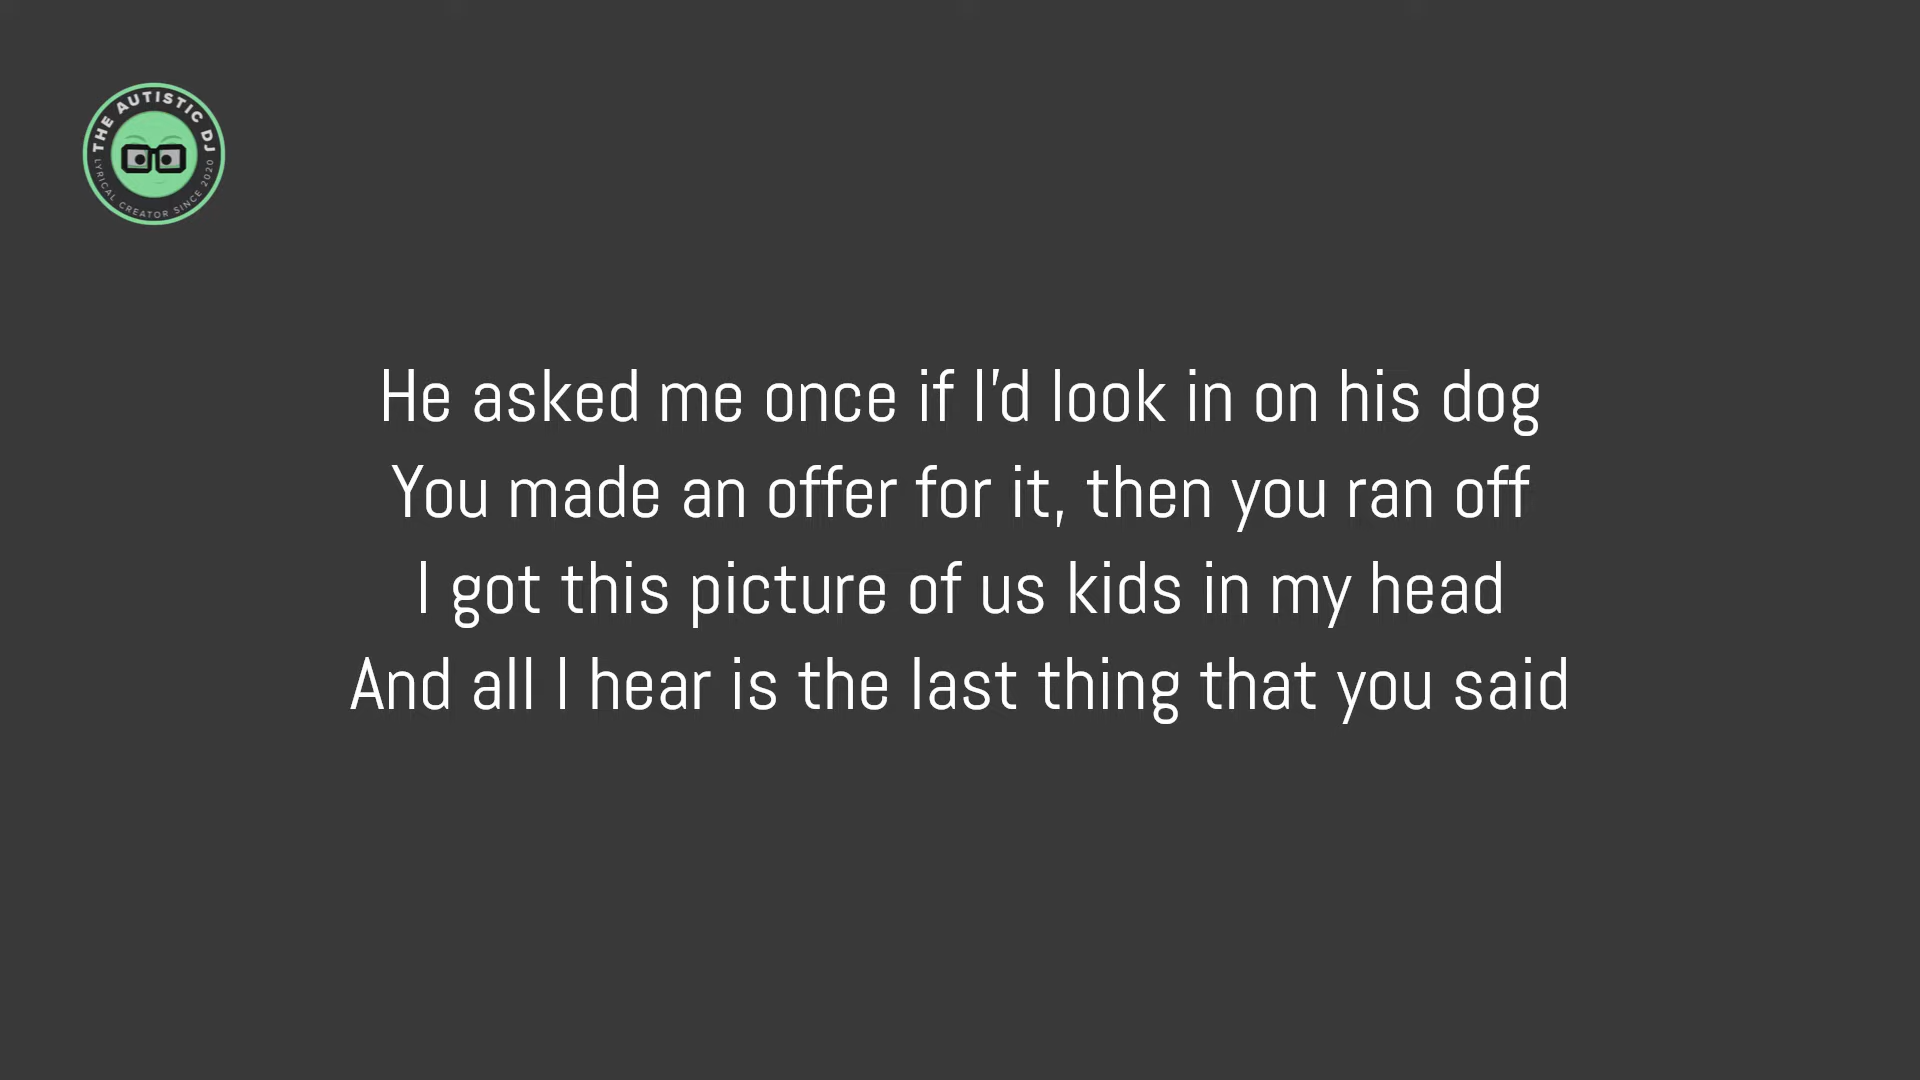 THE AUTISTIC DJ
LYRICAL CREATOR SINCE 2020
He asked me once if I'd look in on his dog
You made an offer for it, then you ran off
I got this picture of us kids in my head
And all I hear is the last thing that you said